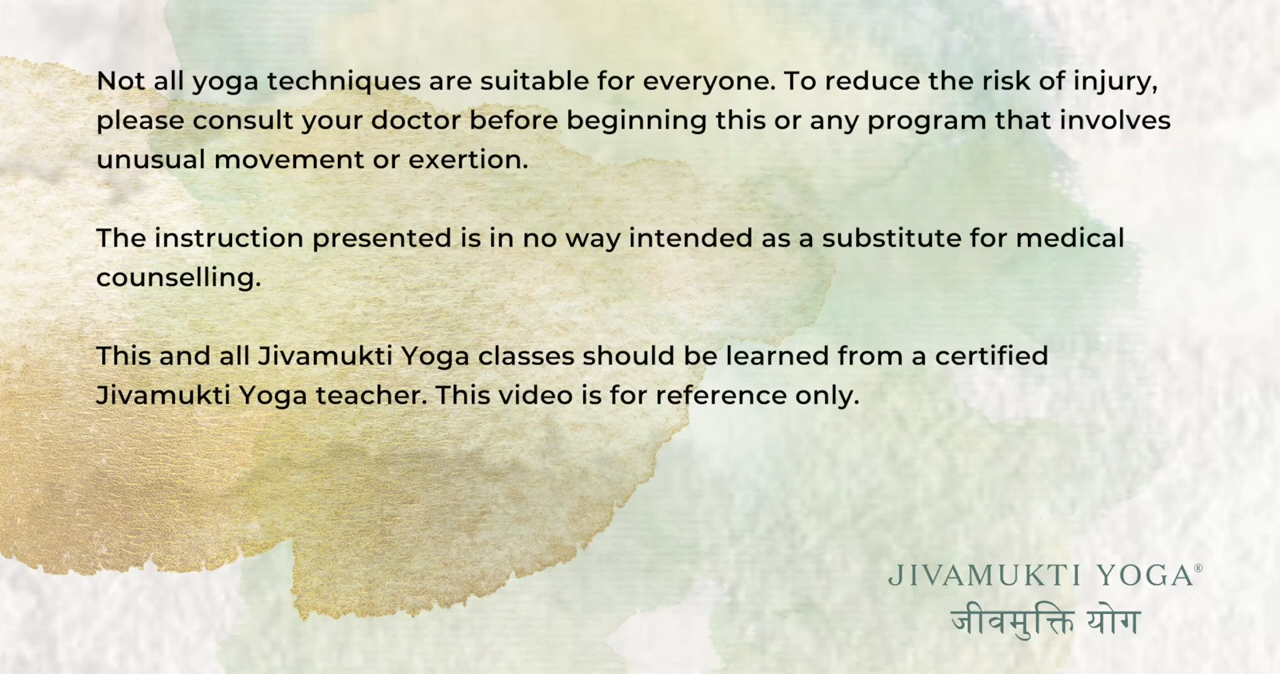 Not all yoga techniques are suitable for everyone. To reduce the risk of injury,
please consult your doctor before beginning this or any program that involves
unusual movement or exertion.
The instruction presented is in no way intended as a substitute for medical
counselling.
This and all Jivamukti Yoga classes should be learned from a certified
Jivamukti Yoga teacher. This video is for reference only.
JIVAMUKTI YOGA®
जीवमुक्ति योग